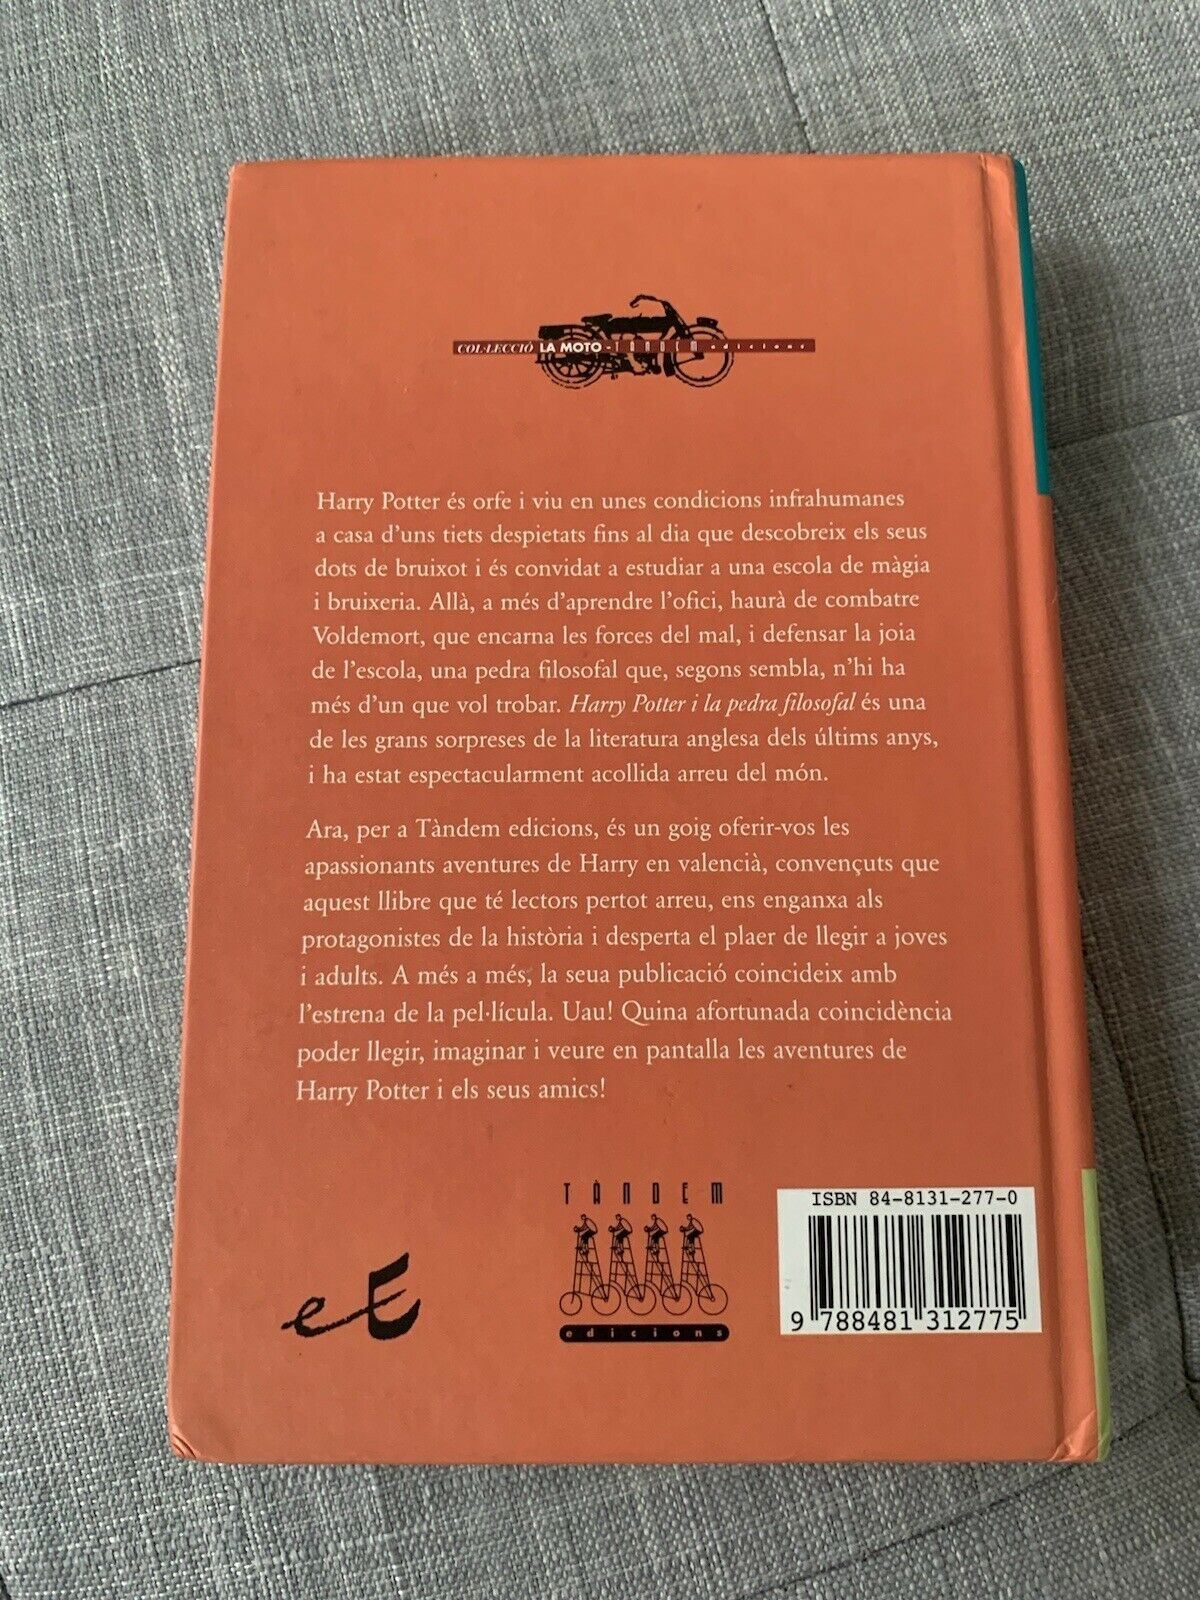 COL·LECCIÓ LA MOTO - TÀNDEM edicions
Harry Potter és orfe i viu en unes condicions infrahumanes
a casa d'uns tiets despietats fins al dia que descobreix els seus
dots de bruixot i és convidat a estudiar a una escola de màgia
i bruixeria. Allà, a més d'aprendre l'ofici, haurà de combatre
Voldemort, que encarna les forces del mal, i defensar la joia
de l'escola, una pedra filosofal que, segons sembla, n'hi ha
més d'un que vol trobar. Harry Potter i la pedra filosofal és una
de les grans sorpreses de la literatura anglesa dels últims anys,
i ha estat espectacularment acollida arreu del món.
Ara, per a Tàndem edicions, és un goig oferir-vos les
apassionants aventures de Harry en valencià, convençuts que
aquest llibre que té lectors pertot arreu, ens enganxa als
protagonistes de la història i desperta el plaer de llegir a joves
i adults. A més a més, la seua publicació coincideix amb
l'estrena de la pel·lícula. Uau! Quina afortunada coincidència
poder llegir, imaginar i veure en pantalla les aventures de
Harry Potter i els seus amics!
TÀNDEM
edicions
eE
ISBN 84-8131-277-0
9 788481 312775